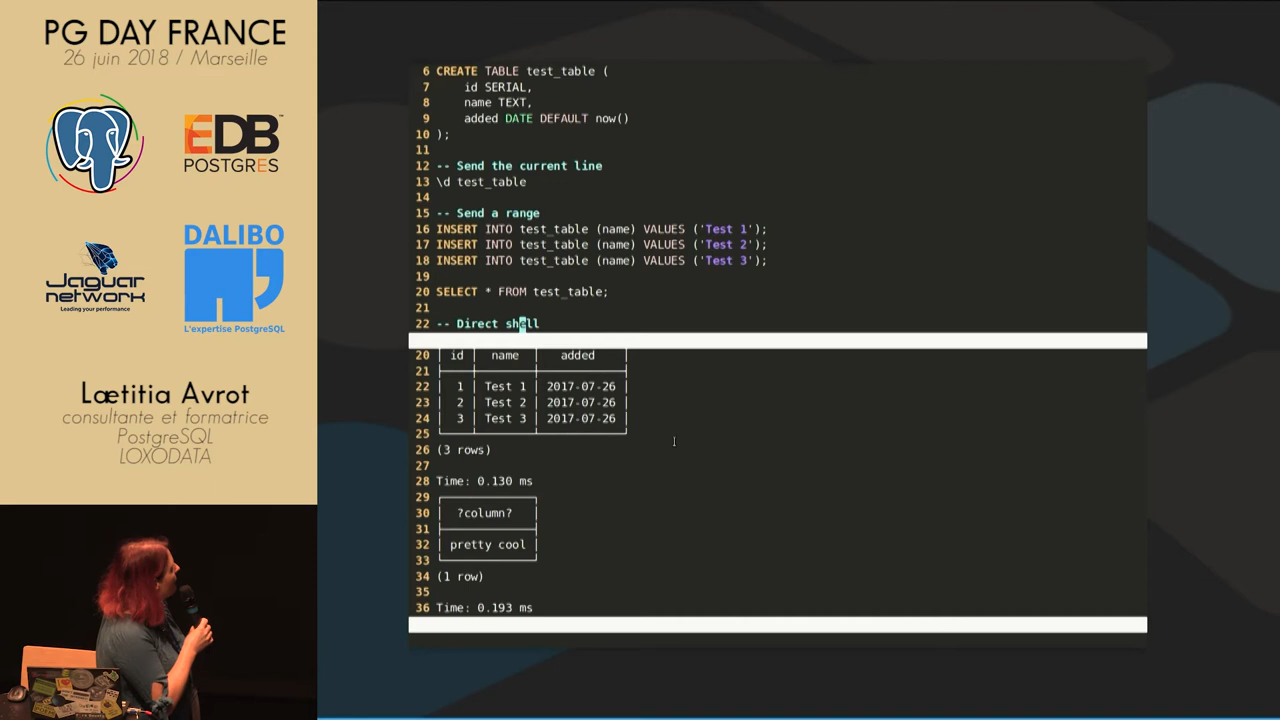 PG DAY FRANCE
26 juin 2018 / Marseille
EDB™
POSTGRES
DALIBO
Jaguar
network
Leading your performance
L'expertise PostgreSQL
Lætitia Avrot
consultante et formatrice
PostgreSQL
LOXODATA
6 CREATE TABLE test_table (
7 id SERIAL,
8 name TEXT,
9 added DATE DEFAULT now()
10 );
11
12 -- Send the current line
13 \d test_table
14
15 -- Send a range
16 INSERT INTO test_table (name) VALUES ('Test 1');
17 INSERT INTO test_table (name) VALUES ('Test 2');
18 INSERT INTO test_table (name) VALUES ('Test 3');
19
20 SELECT * FROM test_table;
21
22 -- Direct shell
20 │ id │ name │ added │
21
22 │ 1 │ Test 1 │ 2017-07-26 │
23 │ 2 │ Test 2 │ 2017-07-26 │
24 │ 3 │ Test 3 │ 2017-07-26 │
25
26 (3 rows)
27
28 Time: 0.130 ms
29
30 │ ?column? │
31
32 │ pretty cool │
33
34 (1 row)
35
36 Time: 0.193 ms